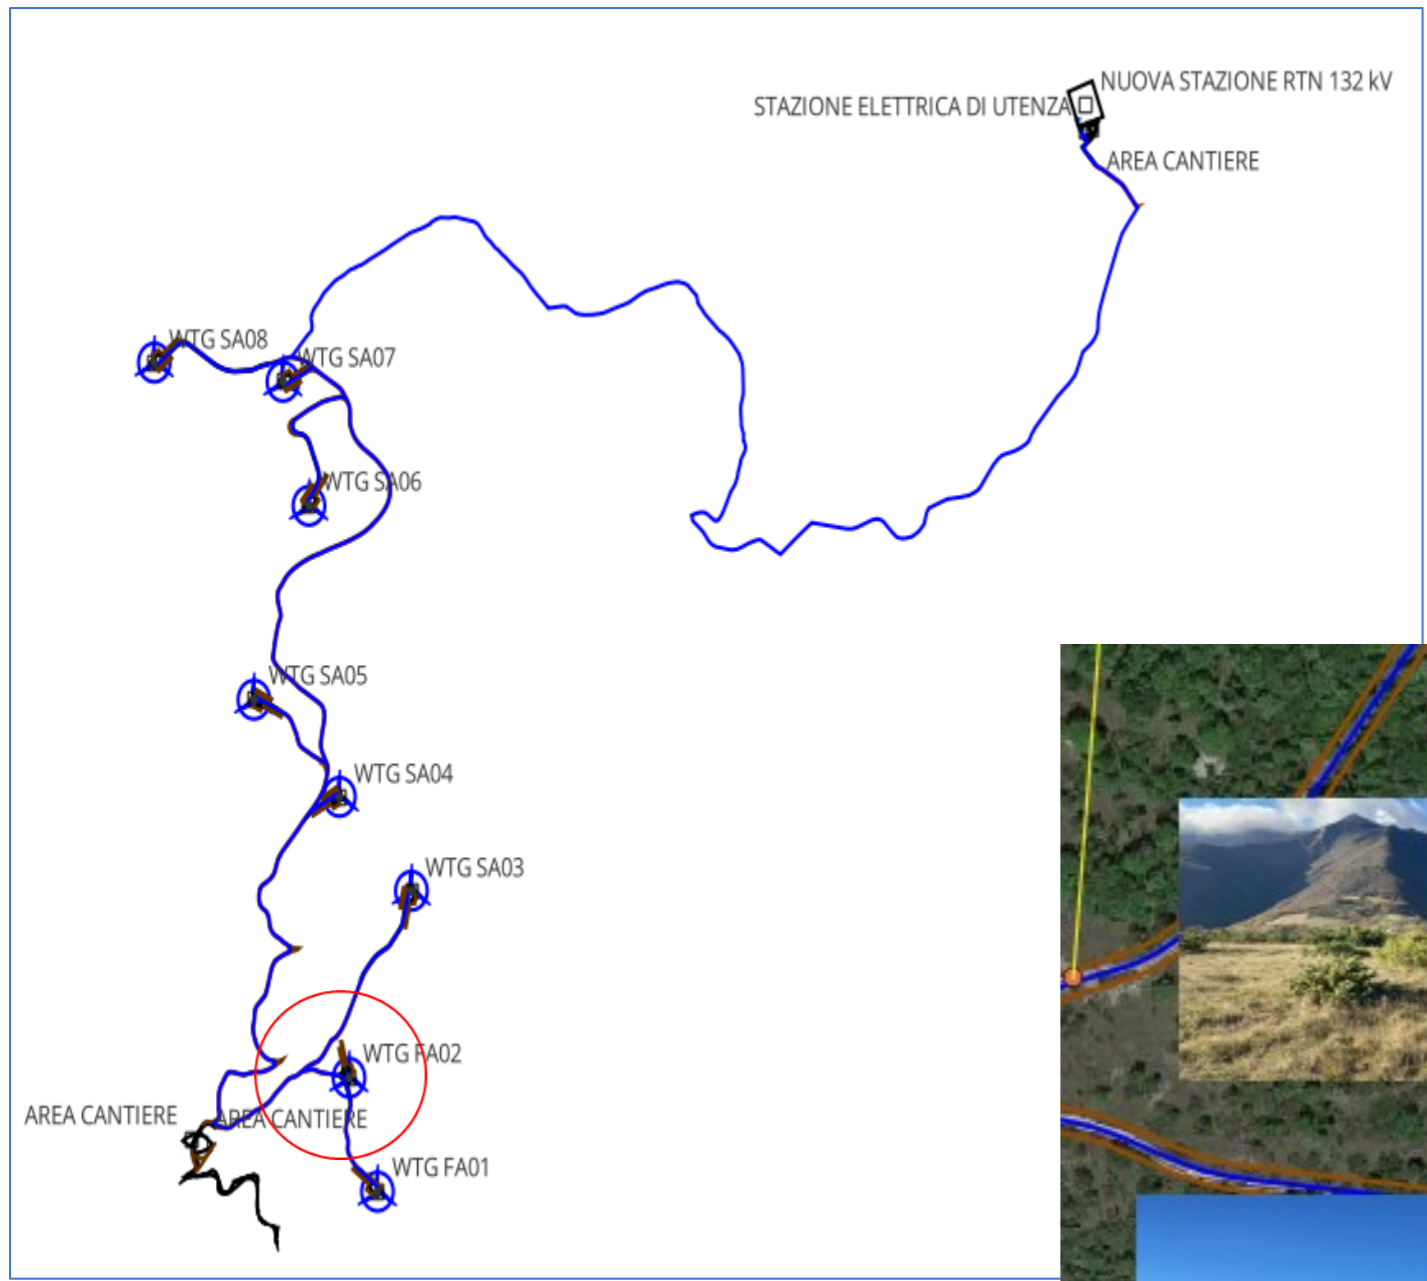 NUOVA STAZIONE RTN 132 kV
STAZIONE ELETTRICA DI UTENZA
AREA CANTIERE
WTG SA08
WTG SA07
WTG SA06
WTG SA05
WTG SA04
WTG SA03
WTG FA02
AREA CANTIERE
AREA CANTIERE
WTG FA01